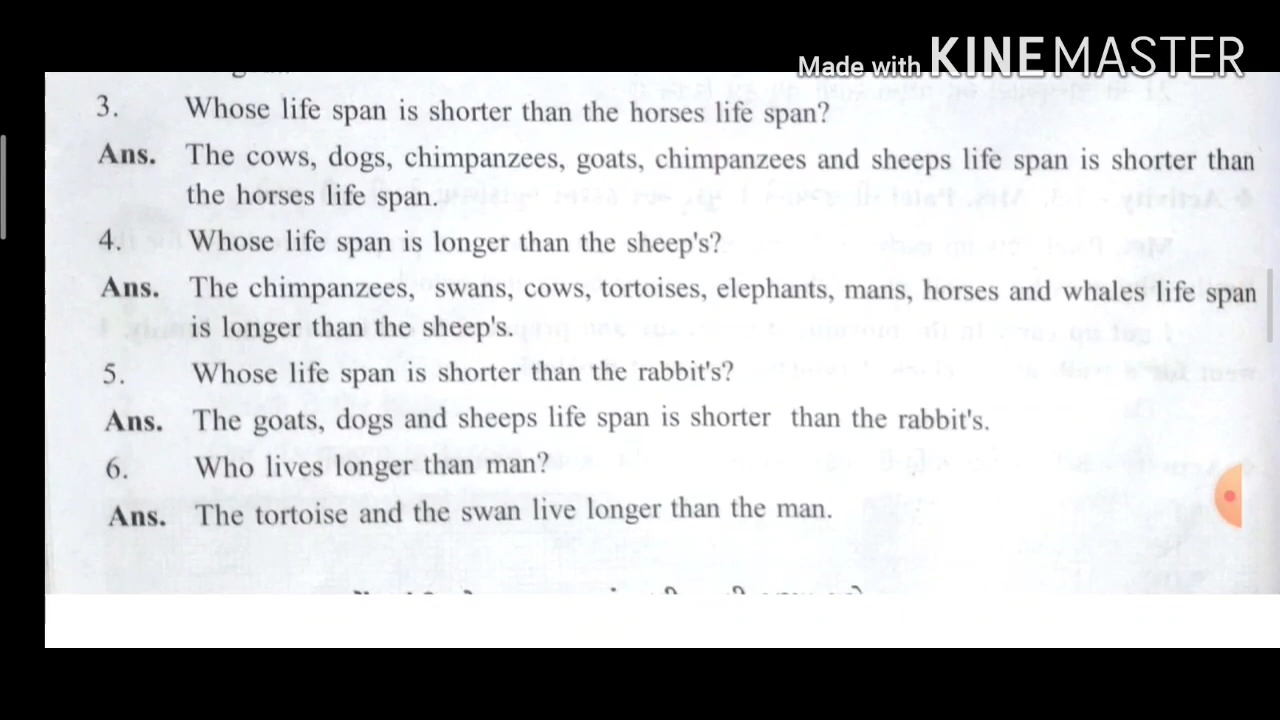 Made with KINEMASTER
3. Whose life span is shorter than the horses life span?
Ans. The cows, dogs, chimpanzees, goats, chimpanzees and sheeps life span is shorter than
the horses life span.
4. Whose life span is longer than the sheep's?
Ans. The chimpanzees, swans, cows, tortoises, elephants, mans, horses and whales life span
is longer than the sheep's.
5. Whose life span is shorter than the rabbit's?
Ans. The goats, dogs and sheeps life span is shorter than the rabbit's.
6. Who lives longer than man?
Ans. The tortoise and the swan live longer than the man.